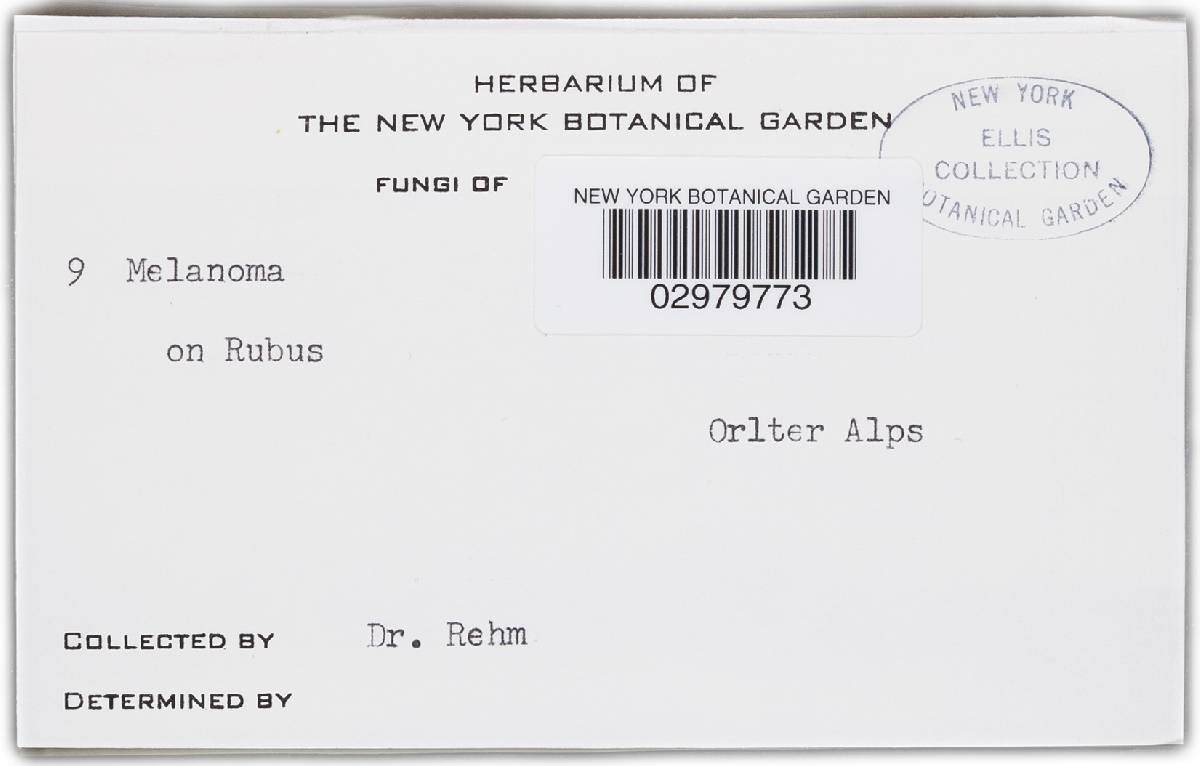 HERBARIUM OF
THE NEW YORK BOTANICAL GARDEN
NEW YORK
ELLIS
COLLECTION
OTANICAL GARDEN
FUNGI OF
NEW YORK BOTANICAL GARDEN
02979773
9 Melanoma
on Rubus
Orlter Alps
COLLECTED BY Dr. Rehm
DETERMINED BY